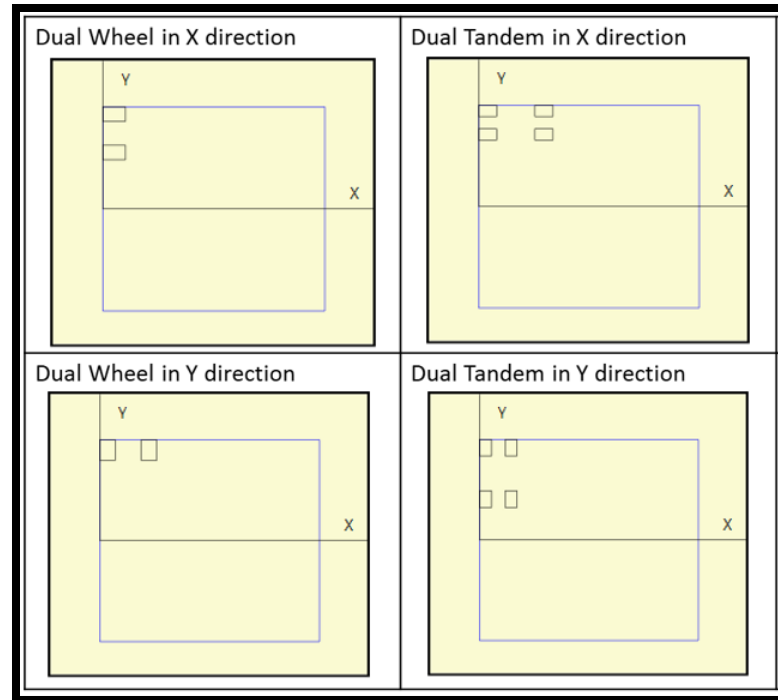 Dual Wheel in X direction
Y
X
Dual Tandem in X direction
Y
X
Dual Wheel in Y direction
Y
X
Dual Tandem in Y direction
Y
X